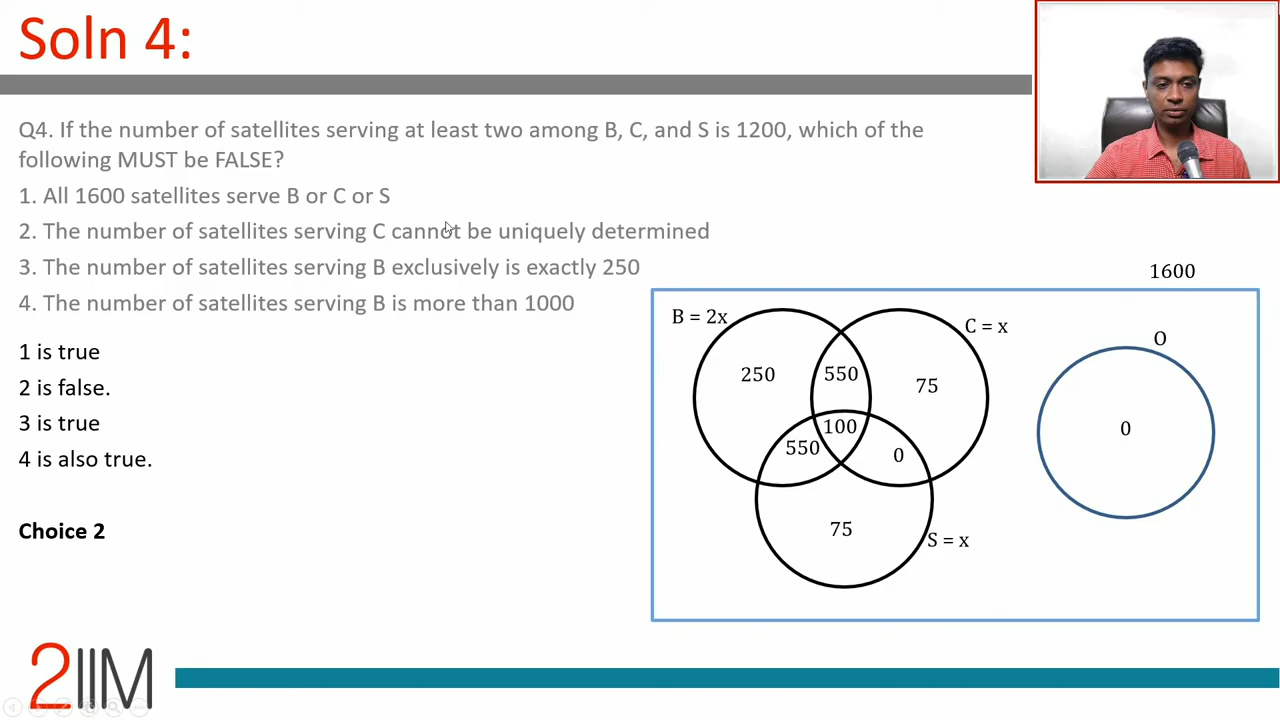 Soln 4:
Q4. If the number of satellites serving at least two among B, C, and S is 1200, which of the
following MUST be FALSE?
1. All 1600 satellites serve B or C or S
2. The number of satellites serving C cannot be uniquely determined
3. The number of satellites serving B exclusively is exactly 250
4. The number of satellites serving B is more than 1000
1 is true
2 is false.
3 is true
4 is also true.
Choice 2
1600
B = 2x
C = x
O
250
550
75
100
550
0
0
75
S = x
2IIM